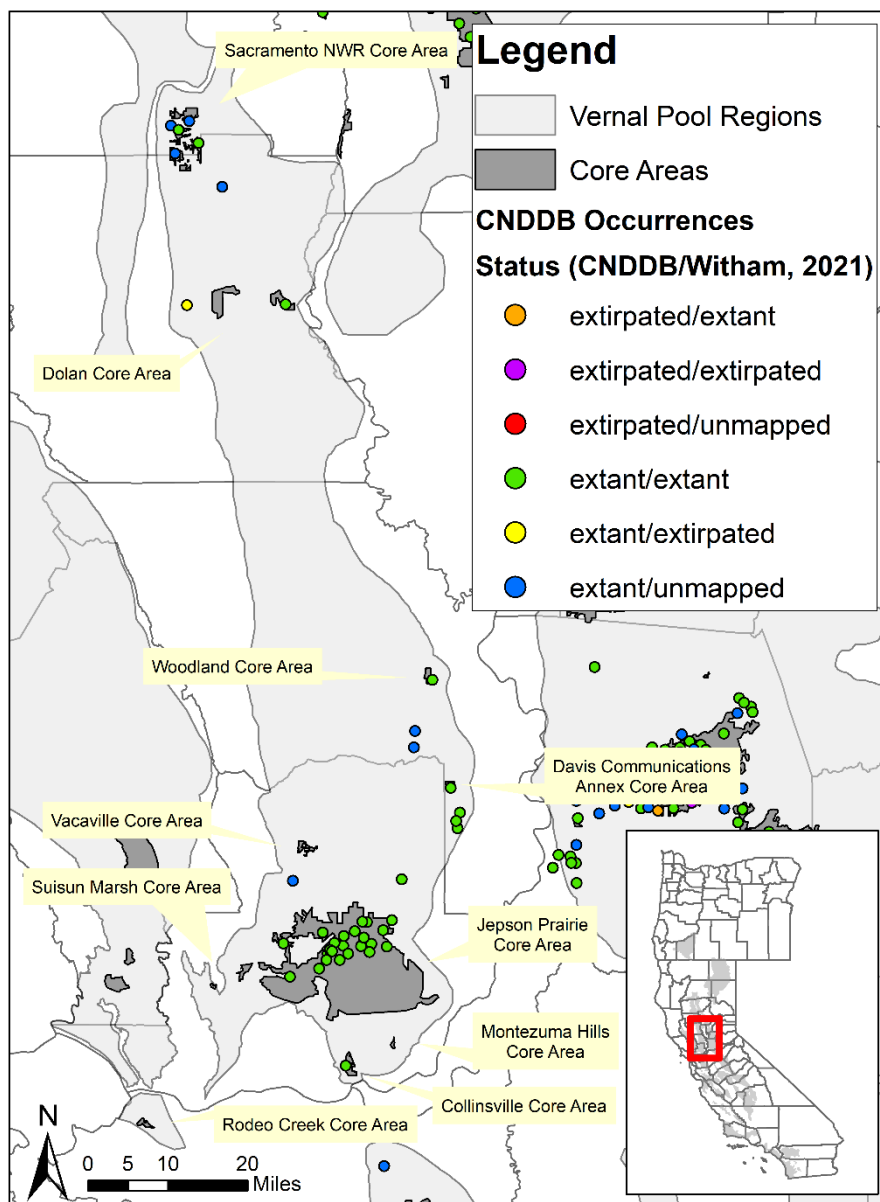 Sacramento NWR Core Area
Legend
Vernal Pool Regions
Core Areas
CNDDB Occurrences
Status (CNDDB/Witham, 2021)
extirpated/extant
extirpated/extirpated
extirpated/unmapped
extant/extant
extant/extirpated
extant/unmapped
Dolan Core Area
Woodland Core Area
Davis Communications
Annex Core Area
Vacaville Core Area
Suisun Marsh Core Area
Jepson Prairie
Core Area
Montezuma Hills
Core Area
Collinsville Core Area
Rodeo Creek Core Area
N
0 5 10 20
Miles